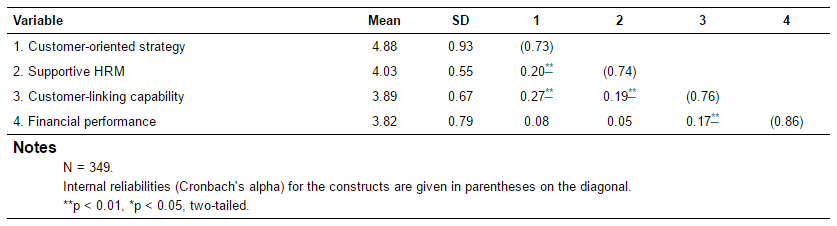 Variable Mean SD 1 2 3 4
1. Customer-oriented strategy 4.88 0.93 (0.73)
2. Supportive HRM 4.03 0.55 0.20** (0.74)
3. Customer-linking capability 3.89 0.67 0.27** 0.19** (0.76)
4. Financial performance 3.82 0.79 0.08 0.05 0.17** (0.86)
Notes
N = 349.
Internal reliabilities (Cronbach's alpha) for the constructs are given in parentheses on the diagonal.
**p < 0.01, *p < 0.05, two-tailed.